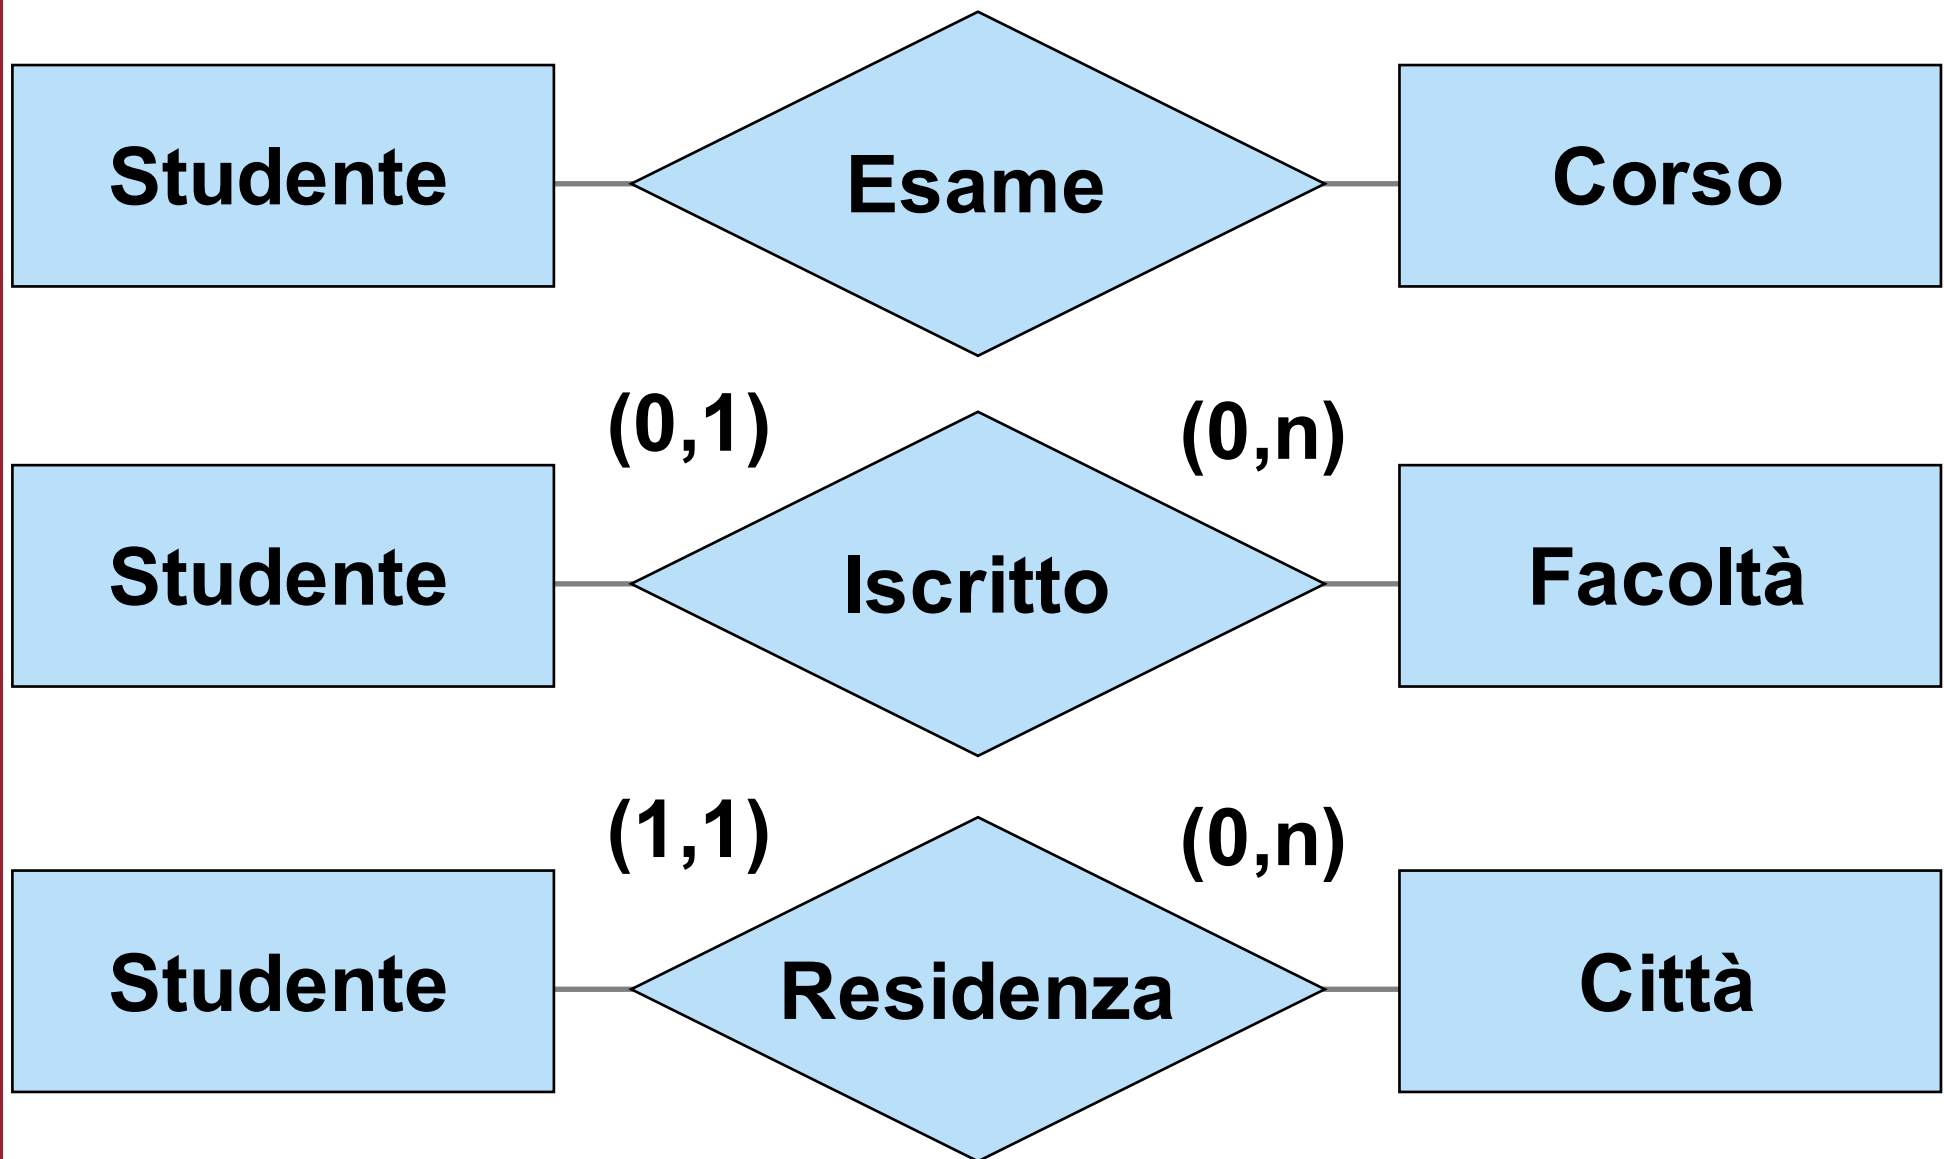 Studente
Esame
Corso
(0,1)
(0,n)
Studente
Iscritto
Facoltà
(1,1)
(0,n)
Studente
Residenza
Città